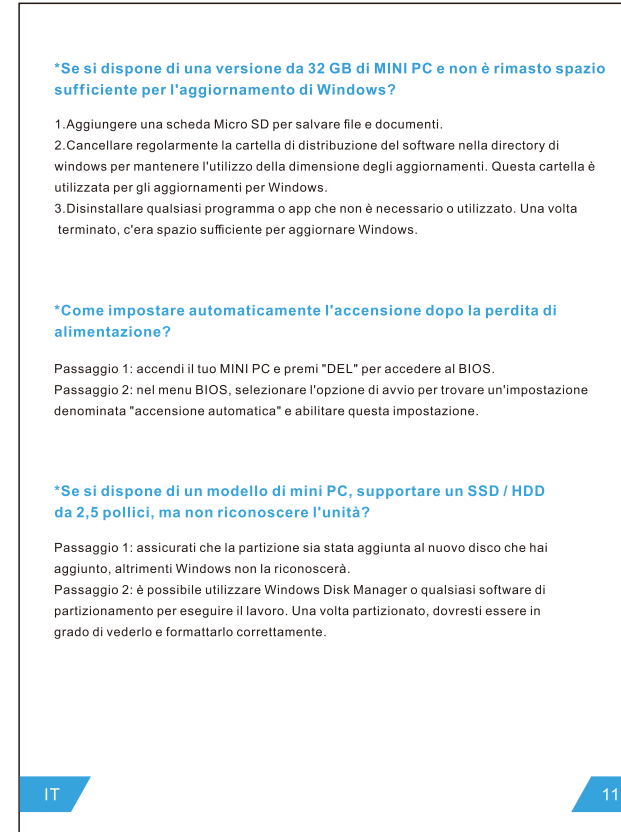 *Se si dispone di una versione da 32 GB di MINI PC e non è rimasto spazio
sufficiente per l'aggiornamento di Windows?
1.Aggiungere una scheda Micro SD per salvare file e documenti.
2.Cancellare regolarmente la cartella di distribuzione del software nella directory di
windows per mantenere l'utilizzo della dimensione degli aggiornamenti. Questa cartella è
utilizzata per gli aggiornamenti per Windows.
3.Disinstallare qualsiasi programma o app che non è necessario o utilizzato. Una volta
terminato, c'era spazio sufficiente per aggiornare Windows.
*Come impostare automaticamente l'accensione dopo la perdita di
alimentazione?
Passaggio 1: accendi il tuo MINI PC e premi "DEL" per accedere al BIOS.
Passaggio 2: nel menu BIOS, selezionare l'opzione di avvio per trovare un'impostazione
denominata "accensione automatica" e abilitare questa impostazione.
*Se si dispone di un modello di mini PC, supportare un SSD / HDD
da 2,5 pollici, ma non riconoscere l'unità?
Passaggio 1: assicurati che la partizione sia stata aggiunta al nuovo disco che hai
aggiunto, altrimenti Windows non la riconoscerà.
Passaggio 2: è possibile utilizzare Windows Disk Manager o qualsiasi software di
partizionamento per eseguire il lavoro. Una volta partizionato, dovresti essere in
grado di vederlo e formattarlo correttamente.
IT
11